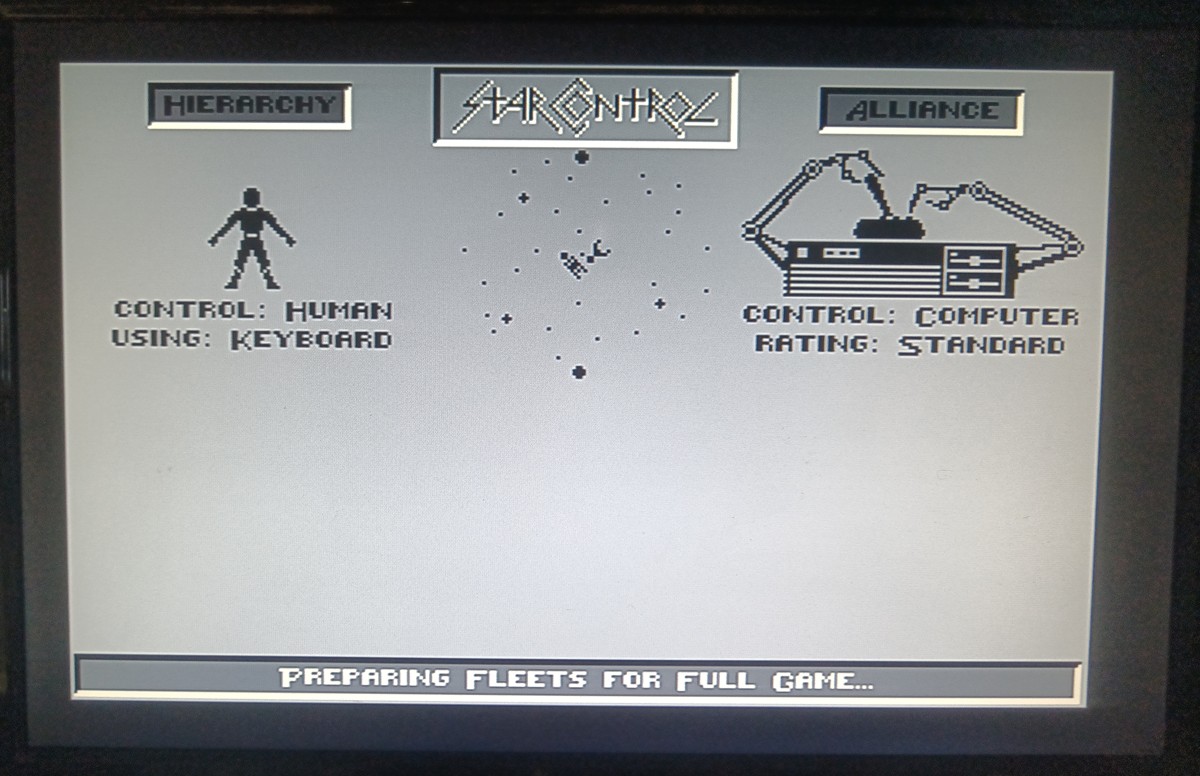 HIERARCHY
STARCONTROL
ALLIANCE
CONTROL: HUMAN
USING: KEYBOARD
CONTROL: COMPUTER
RATING: STANDARD
PREPARING FLEETS FOR FULL GAME...